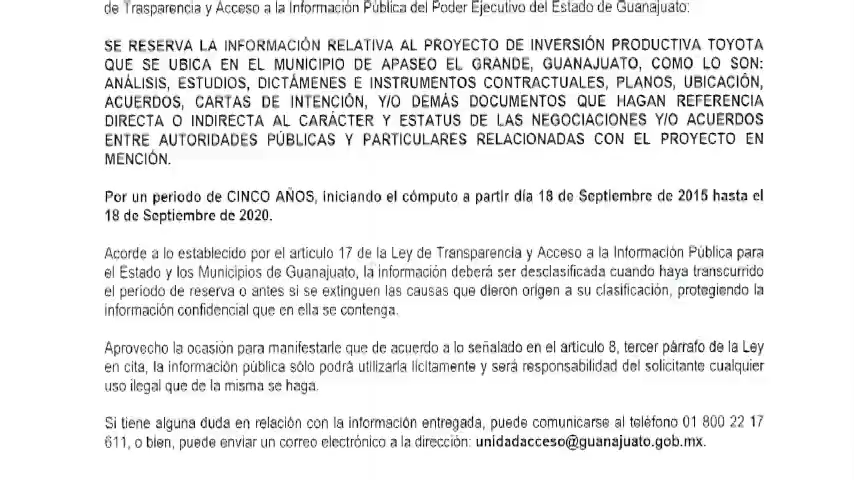 de Trasparencia y Acceso a la Información Pública del Poder Ejecutivo del Estado de Guanajuato:
SE RESERVA LA INFORMACIÓN RELATIVA AL PROYECTO DE INVERSIÓN PRODUCTIVA TOYOTA
QUE SE UBICA EN EL MUNICIPIO DE APASEO EL GRANDE, GUANAJUATO, COMO LO SON:
ANÁLISIS, ESTUDIOS, DICTÁMENES E INSTRUMENTOS CONTRACTUALES, PLANOS, UBICACIÓN,
ACUERDOS, CARTAS DE INTENCIÓN, Y/O DEMÁS DOCUMENTOS QUE HAGAN REFERENCIA
DIRECTA O INDIRECTA AL CARÁCTER Y ESTATUS DE LAS NEGOCIACIONES Y/O ACUERDOS
ENTRE AUTORIDADES PÚBLICAS Y PARTICULARES RELACIONADAS CON EL PROYECTO EN
MENCIÓN.
Por un periodo de CINCO AÑOS, iniciando el cómputo a partir día 18 de Septiembre de 2015 hasta el
18 de Septiembre de 2020.
Acorde a lo establecido por el articulo 17 de la Ley de Transparencia y Acceso a la Información Pública para
el Estado y los Municipios de Guanajuato, la información deberá ser desclasificada cuando haya transcurrido
el periodo de reserva o antes si se extinguen las causas que dieron origen a su clasificación, protegiendo la
información confidencial que en ella se contenga.
Aprovecho la ocasión para manifestarle que de acuerdo a lo señalado en el articulo 8, tercer párrafo de la Ley
en cita, la información pública sólo podrá utilizarla lícitamente y será responsabilidad del solicitante cualquier
uso ilegal que de la misma se haga.
Si tiene alguna duda en relación con la información entregada, puede comunicarse al teléfono 01 800 22 17
611, o bien, puede enviar un correo electrónico a la dirección: unidadacceso@guanajuato.gob.mx.